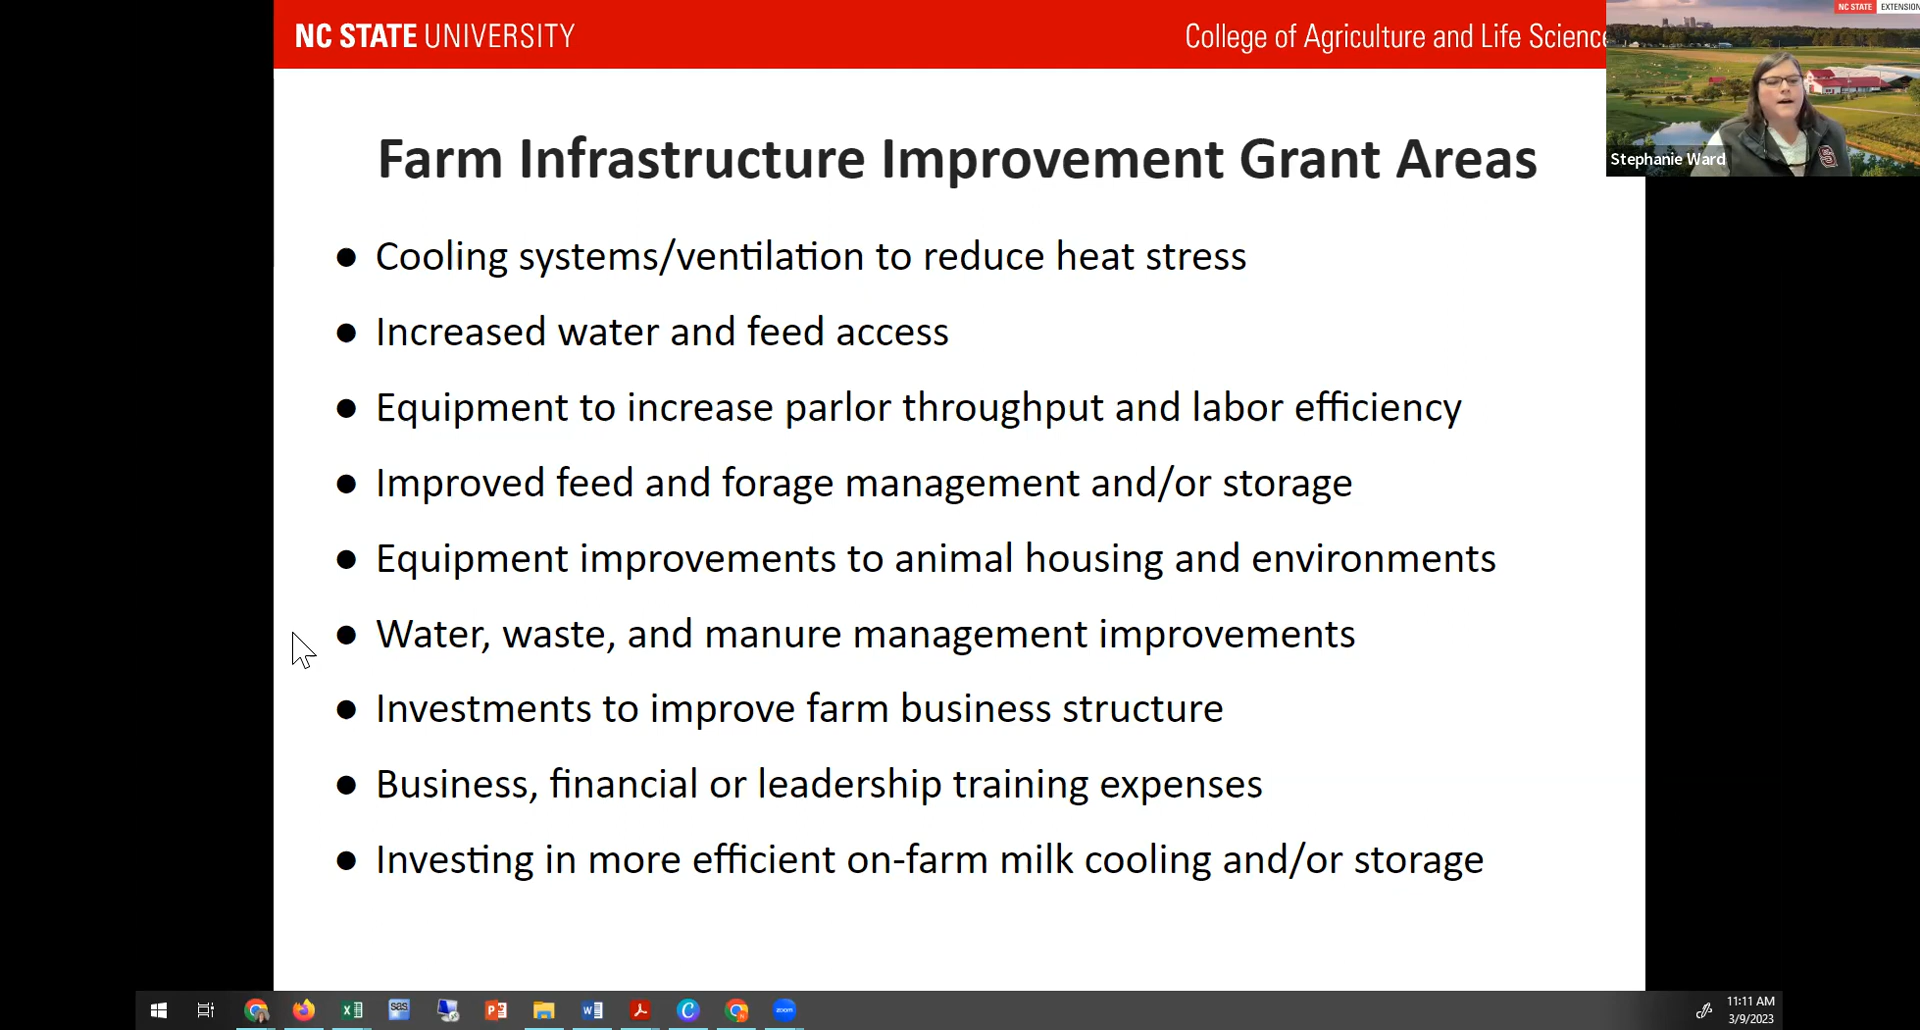 NC STATE UNIVERSITY
College of Agriculture and Life Science
NC STATE EXTENSION
Stephanie Ward
Farm Infrastructure Improvement Grant Areas
● Cooling systems/ventilation to reduce heat stress
● Increased water and feed access
● Equipment to increase parlor throughput and labor efficiency
● Improved feed and forage management and/or storage
● Equipment improvements to animal housing and environments
● Water, waste, and manure management improvements
● Investments to improve farm business structure
● Business, financial or leadership training expenses
● Investing in more efficient on-farm milk cooling and/or storage
sas
zoom
11:11 AM
3/9/2023